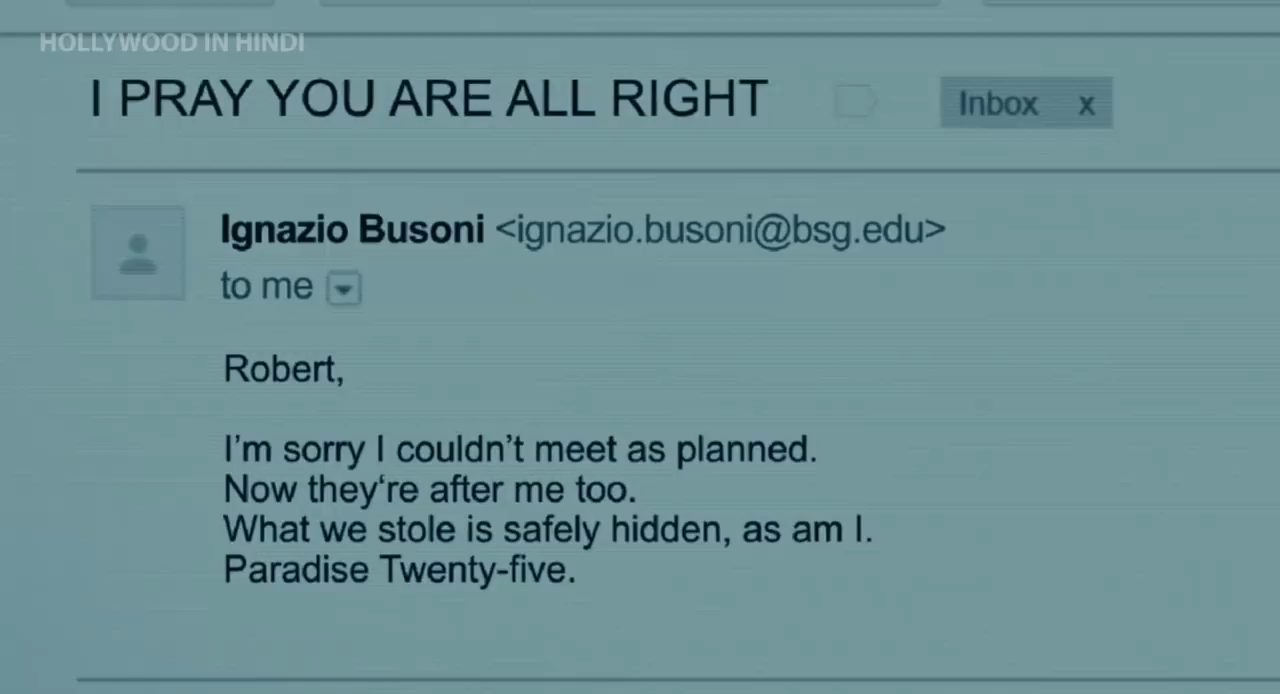 HOLLYWOOD IN HINDI
I PRAY YOU ARE ALL RIGHT Inbox x
Ignazio Busoni <ignazio.busoni@bsg.edu>
to me
Robert,
I’m sorry I couldn’t meet as planned.
Now they‘re after me too.
What we stole is safely hidden, as am I.
Paradise Twenty-five.